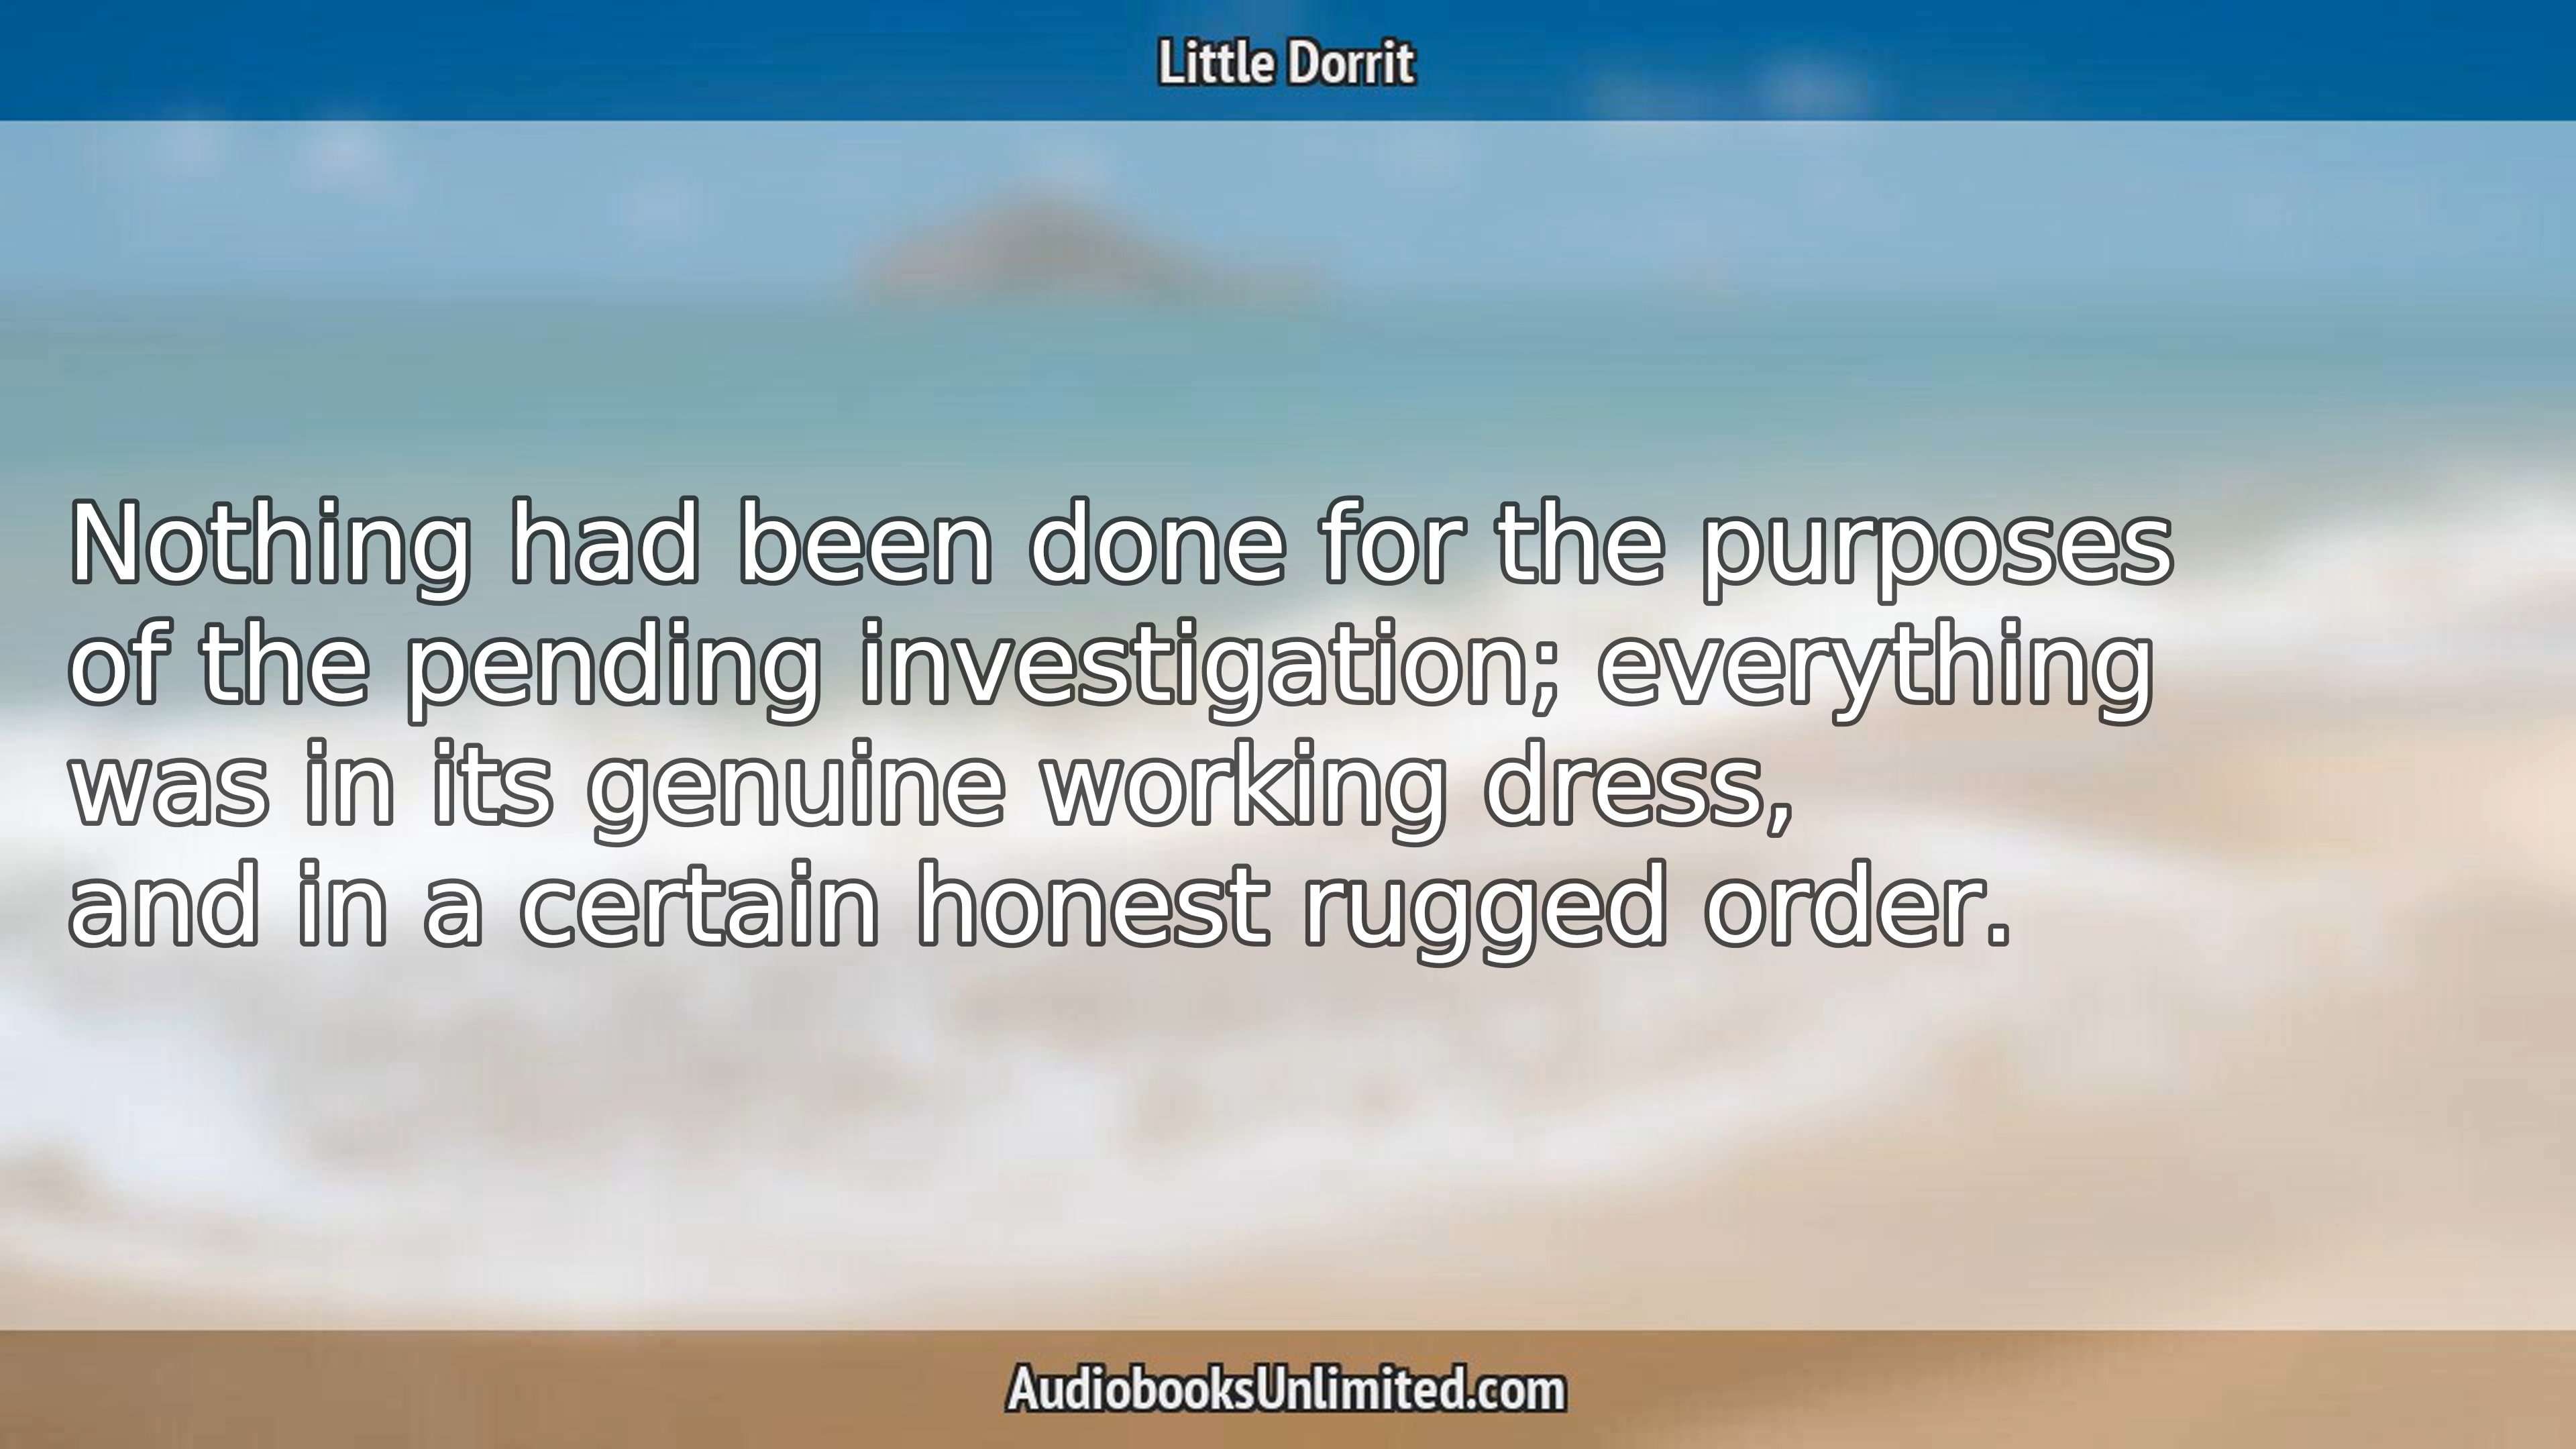 Little Dorrit
Nothing had been done for the purposes
of the pending investigation; everything
was in its genuine working dress,
and in a certain honest rugged order.
AudiobooksUnlimited.com